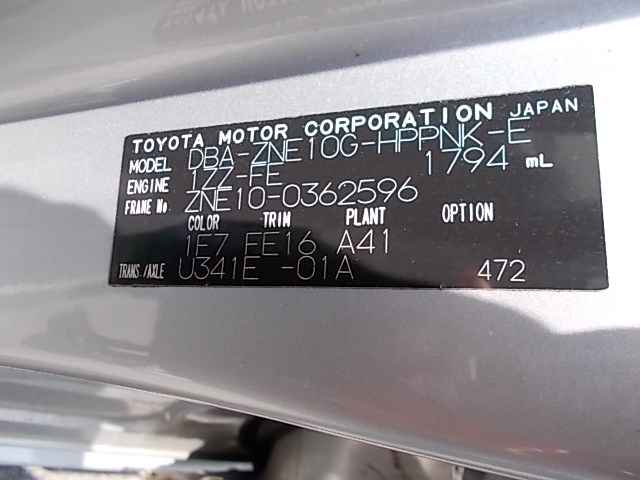 TOYOTA MOTOR CORPORATION JAPAN
MODEL DBA-ZNE10G-HPPNK-E
ENGINE 1ZZ-FE 1794 mL
FRAME No. ZNE10-0362596
COLOR TRIM PLANT OPTION
1E7 FE16 A41
TRANS./AXLE U341E -01A 472